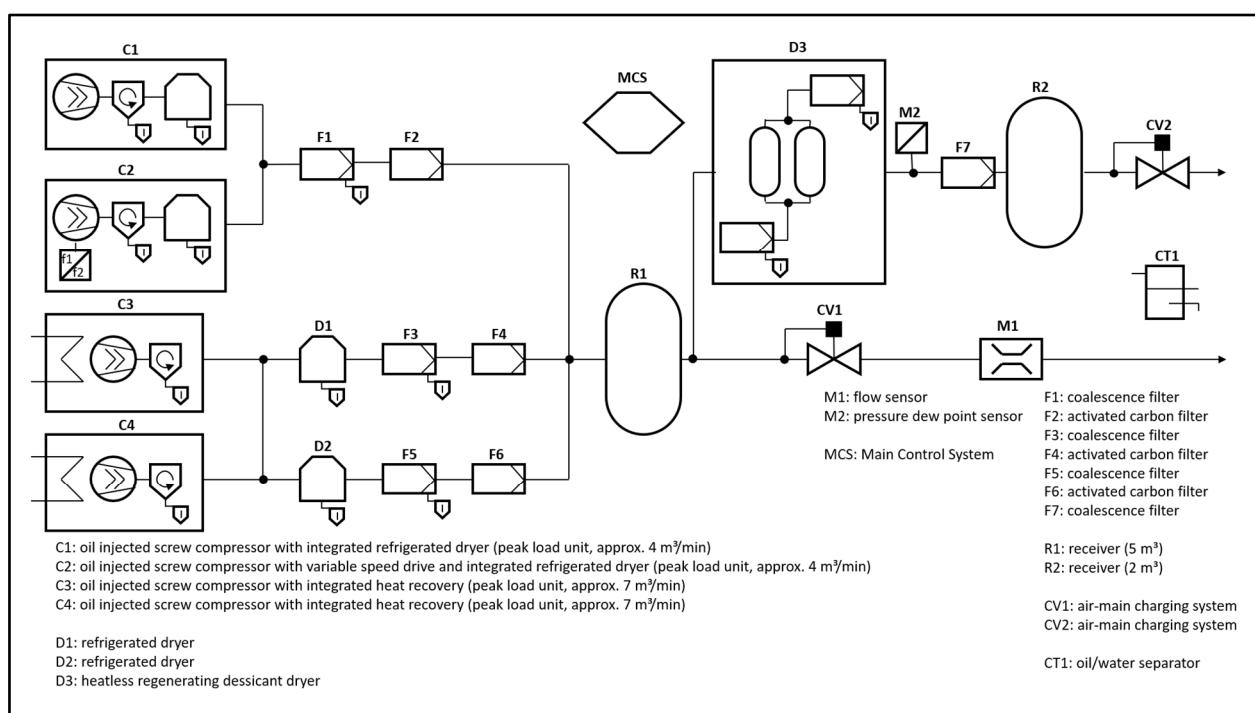 C1
D3
MCS
R2
M2
CV2
F1
F2
F7
C2
f1
f2
R1
CT1
C3
D1
F3
F4
CV1
M1
C4
D2
F5
F6
M1: flow sensor
M2: pressure dew point sensor
MCS: Main Control System
F1: coalescence filter
F2: activated carbon filter
F3: coalescence filter
F4: activated carbon filter
F5: coalescence filter
F6: activated carbon filter
F7: coalescence filter
R1: receiver (5 m³)
R2: receiver (2 m³)
CV1: air-main charging system
CV2: air-main charging system
CT1: oil/water separator
C1: oil injected screw compressor with integrated refrigerated dryer (peak load unit, approx. 4 m³/min)
C2: oil injected screw compressor with variable speed drive and integrated refrigerated dryer (peak load unit, approx. 4 m³/min)
C3: oil injected screw compressor with integrated heat recovery (peak load unit, approx. 7 m³/min)
C4: oil injected screw compressor with integrated heat recovery (peak load unit, approx. 7 m³/min)
D1: refrigerated dryer
D2: refrigerated dryer
D3: heatless regenerating dessicant dryer